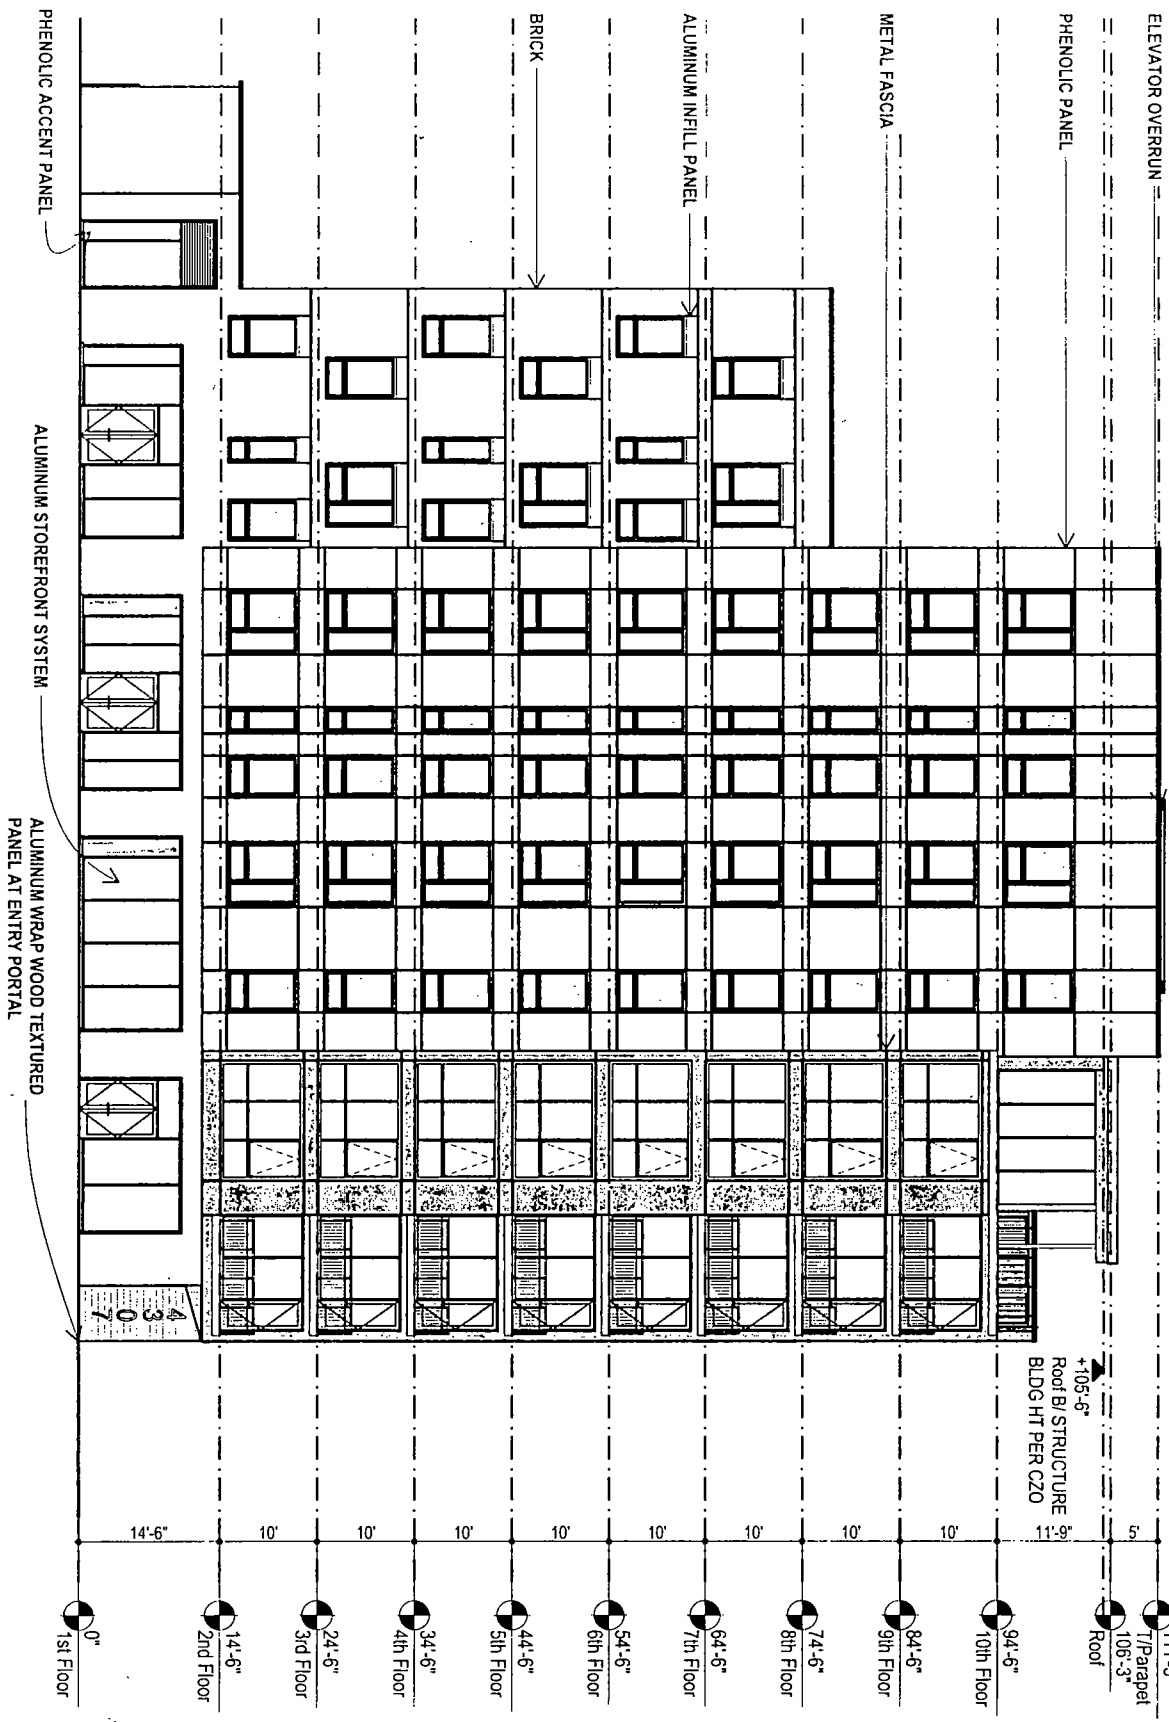 ELEVATOR OVERRUN
PHENOLIC PANEL
METAL FASCIA
ALUMINUM INFILL PANEL
BRICK
PHENOLIC ACCENT PANEL
ALUMINUM STOREFRONT SYSTEM
ALUMINUM WRAP WOOD TEXTURED
PANEL AT ENTRY PORTAL
4
3
0
7
+105'-6"
Roof B/ STRUCTURE
BLDG HT PER CZO
5'
11'-9"
10'
10'
10'
10'
10'
10'
10'
10'
14'-6"
T/Parapet
106'-3"
Roof
94'-6"
10th Floor
84'-6"
9th Floor
74'-6"
8th Floor
64'-6"
7th Floor
54'-6"
6th Floor
44'-6"
5th Floor
34'-6"
4th Floor
24'-6"
3rd Floor
14'-6"
2nd Floor
0"
1st Floor